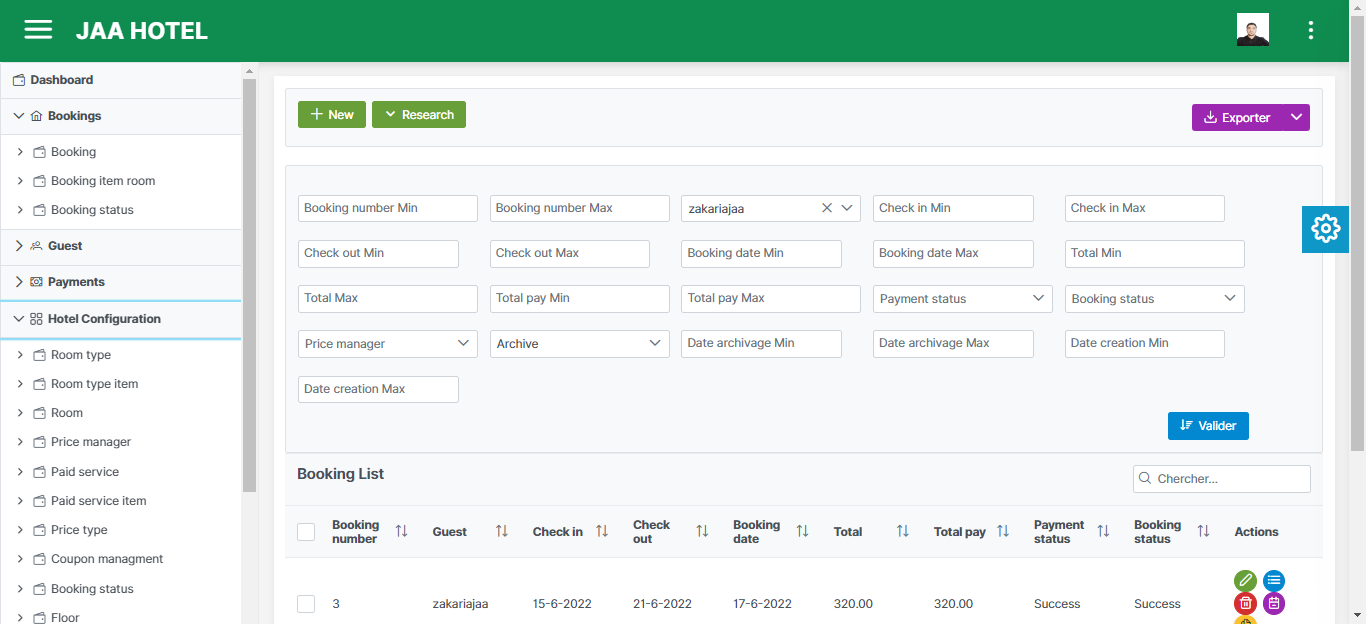 JAA HOTEL
Dashboard
Bookings
Booking
Booking item room
Booking status
Guest
Payments
Hotel Configuration
Room type
Room type item
Room
Price manager
Paid service
Paid service item
Price type
Coupon managment
Booking status
Floor
New Research Exporter
Booking number Min Booking number Max zakariajaa Check in Min Check in Max
Check out Min Check out Max Booking date Min Booking date Max Total Min
Total Max Total pay Min Total pay Max Payment status Booking status
Price manager Archive Date archivage Min Date archivage Max Date creation Min
Date creation Max
Valider
Booking List Chercher...
Booking number Guest Check in Check out Booking date Total Total pay Payment status Booking status Actions
3 zakariajaa 15-6-2022 21-6-2022 17-6-2022 320.00 320.00 Success Success